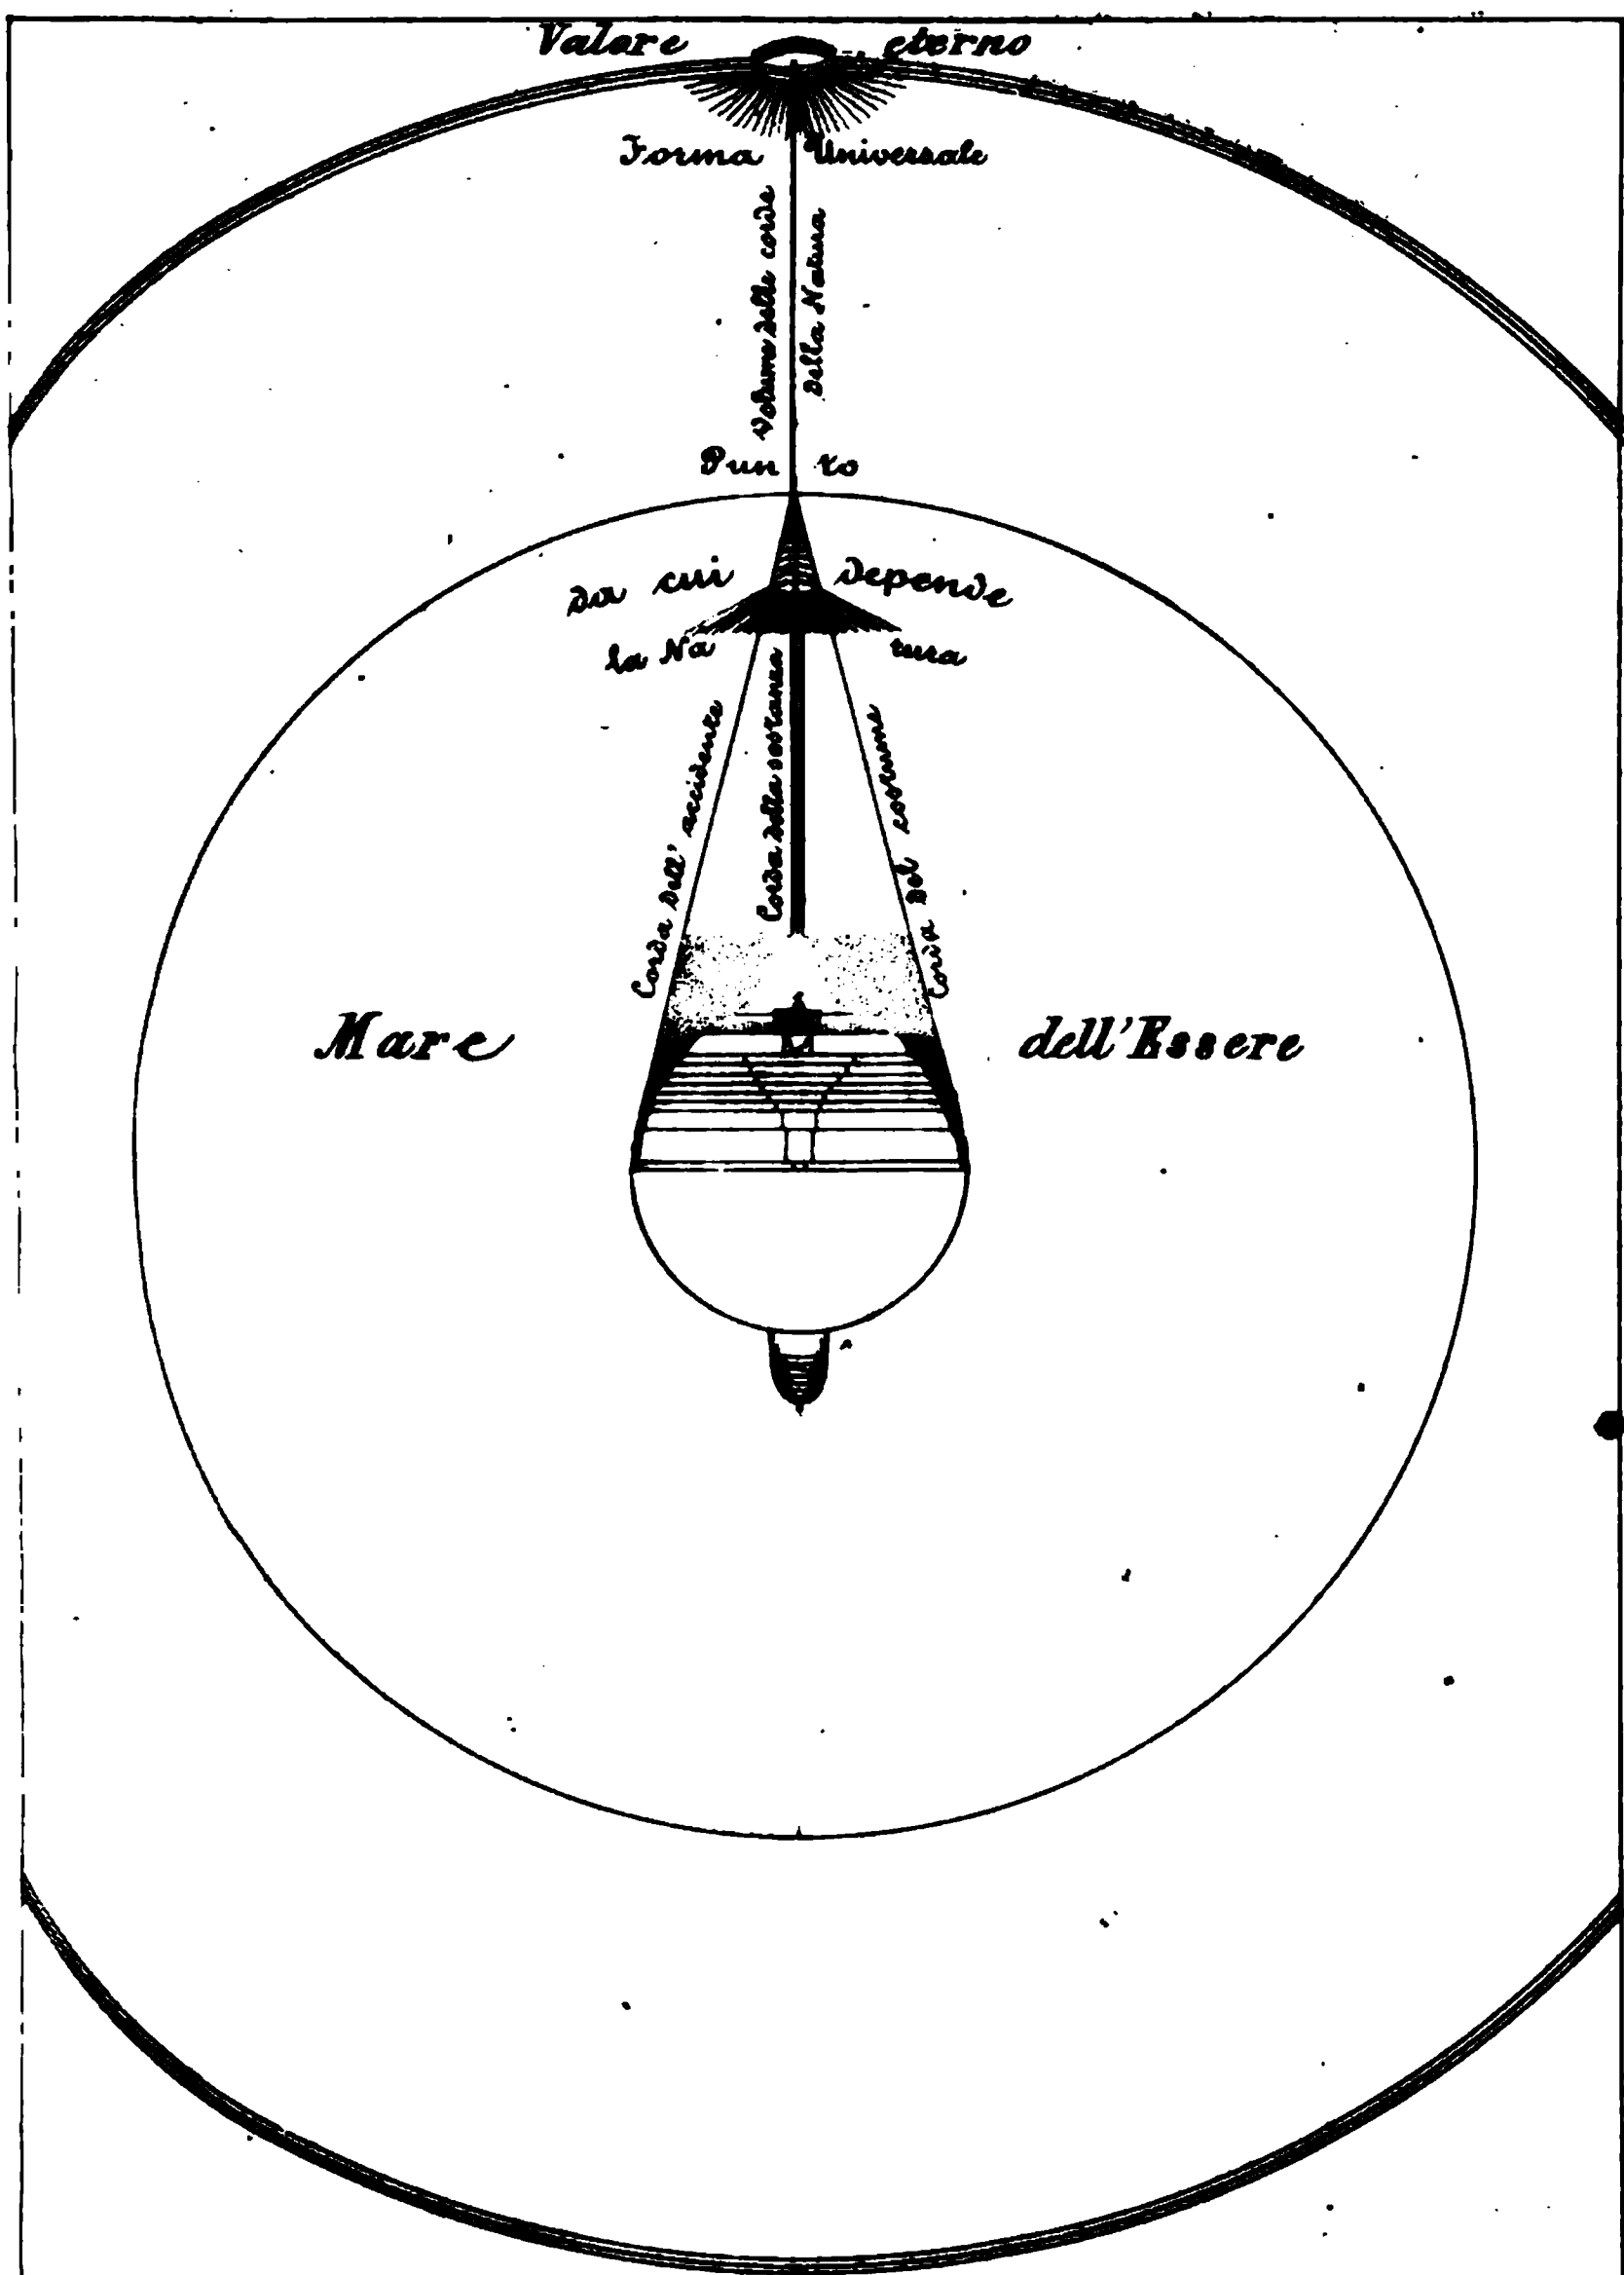 Valore eterno
Forma Universale
Volume delle corde
della Natura
Pun to
da cui depende
la Na tura
Corda dell' accidente
Corda della sostanza
Corda del costume
Mare dell'Essere